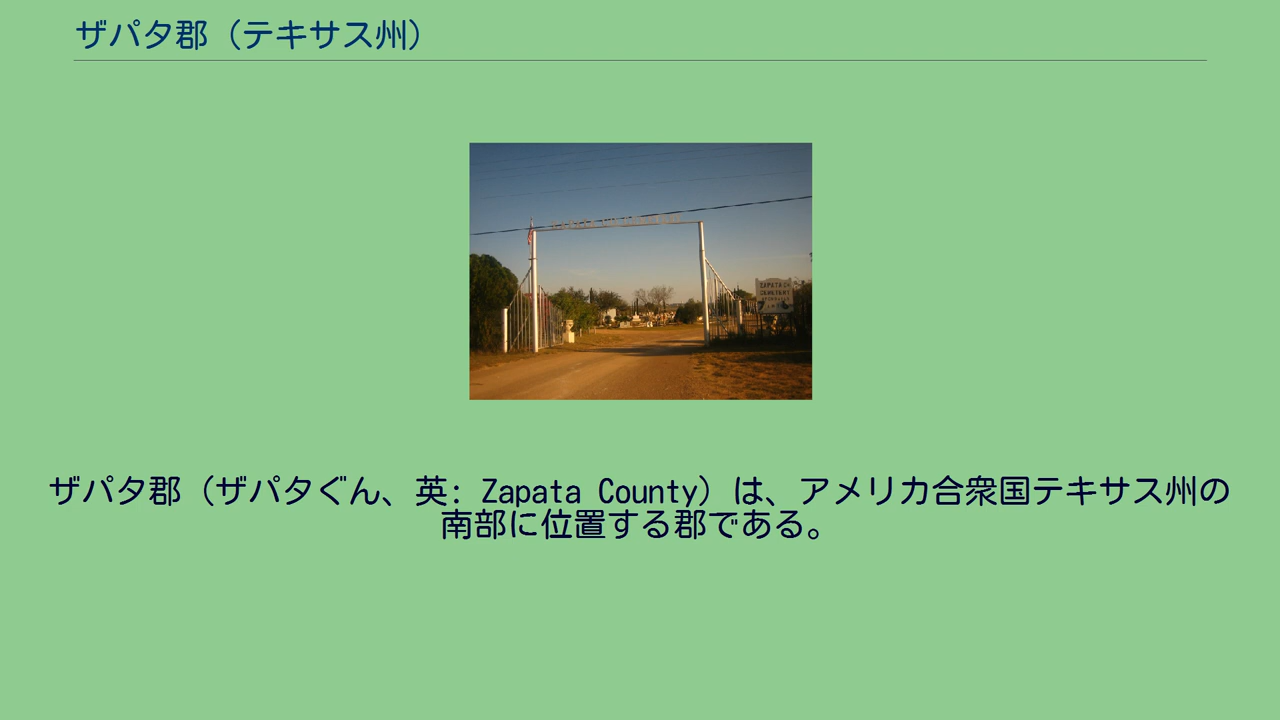 ザパタ郡（テキサス州）
ZAPATA
CEMETERY
ザパタ郡（ザパタぐん、英: Zapata County）は、アメリカ合衆国テキサス州の
南部に位置する郡である。